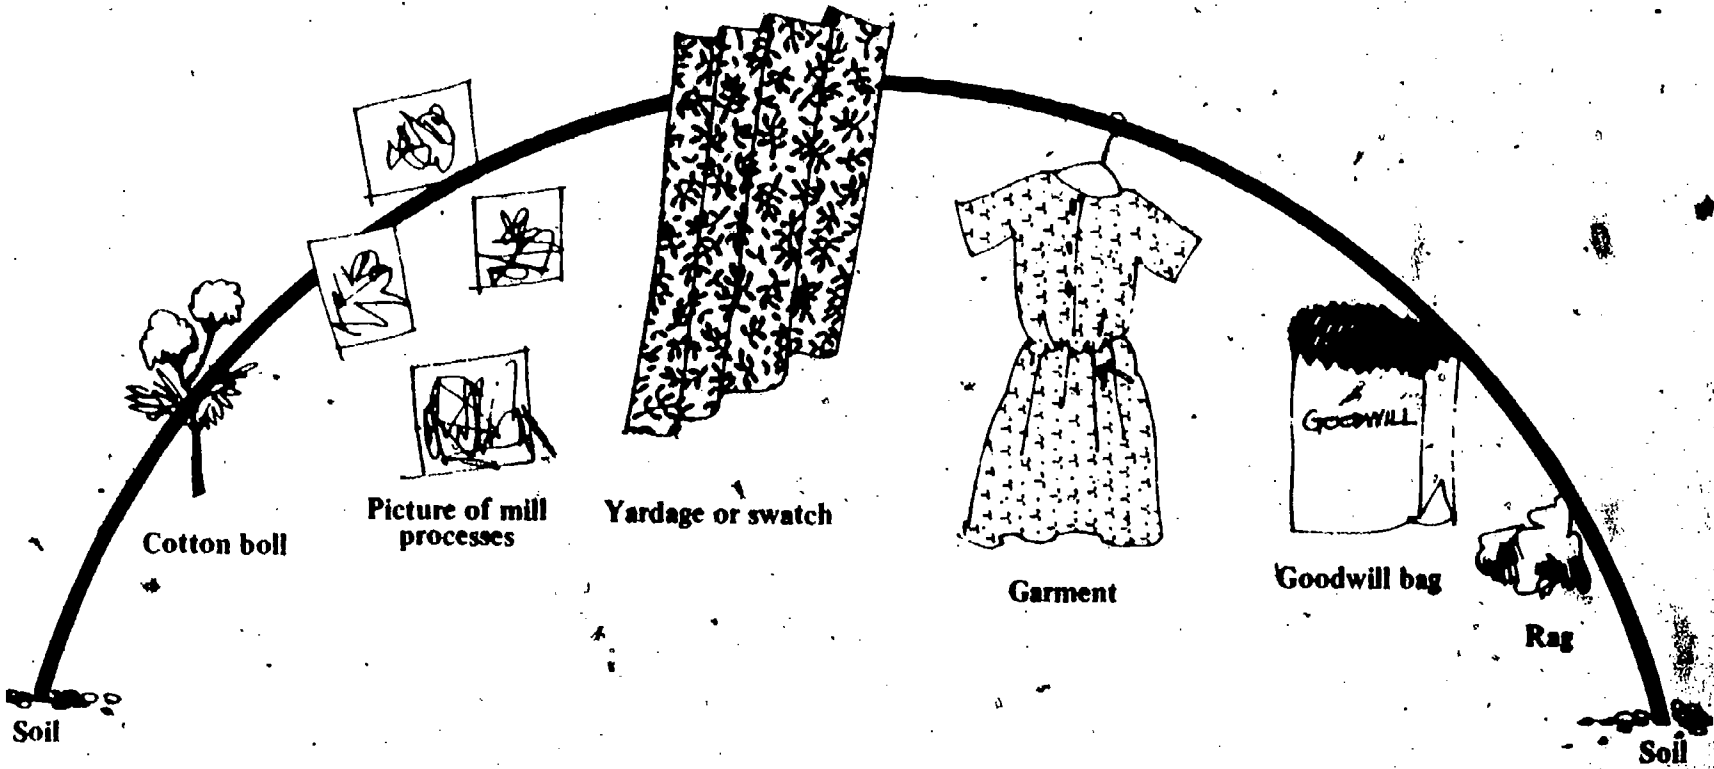 GOODWILL
Cotton boll
Picture of mill
processes
Yardage or swatch
Garment
Goodwill bag
Rag
Soil
Soil